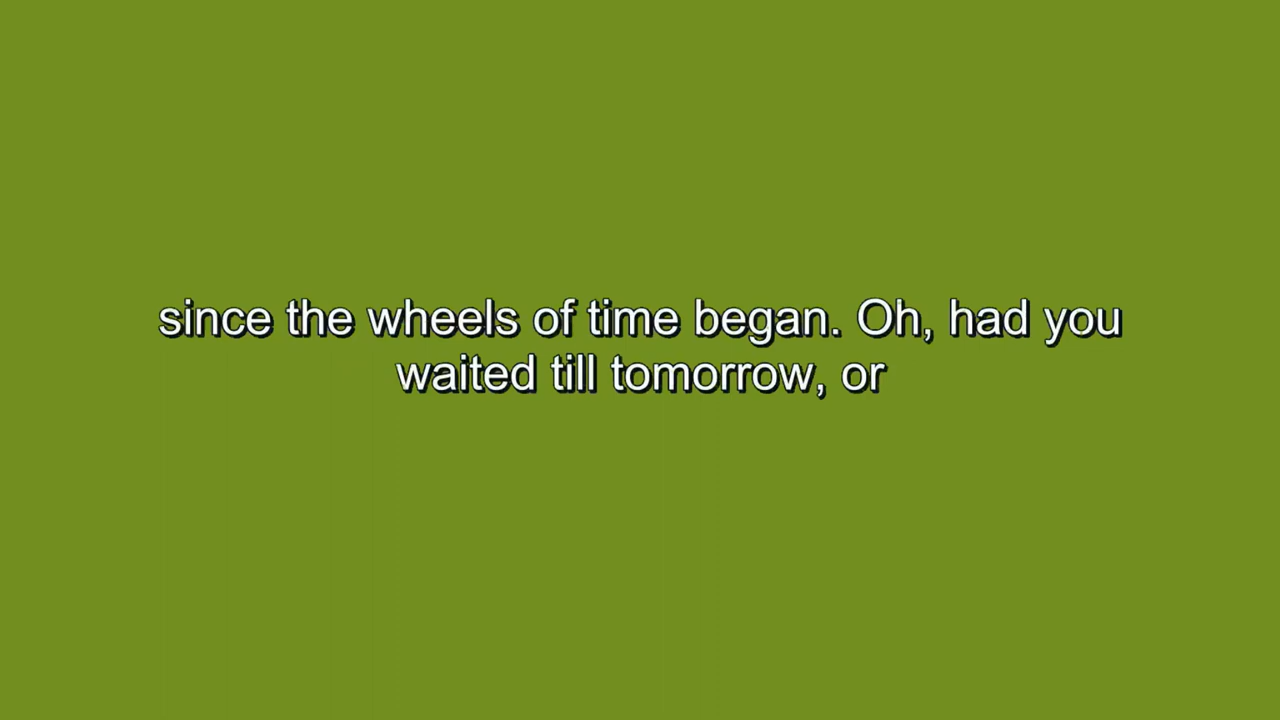 since the wheels of time began. Oh, had you
waited till tomorrow, or